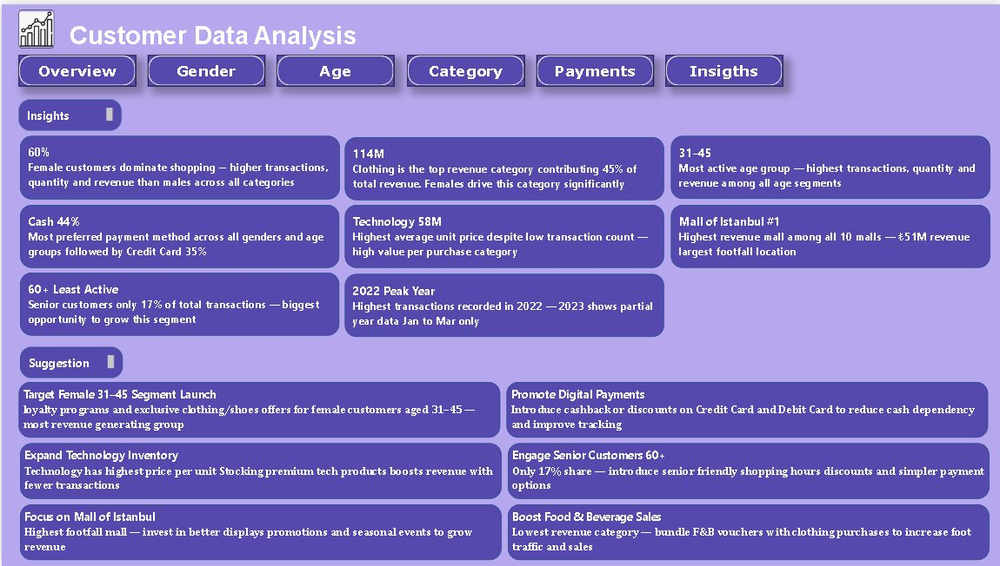 Customer Data Analysis
Overview
Gender
Age
Category
Payments
Insigths
Insights
60%
Female customers dominate shopping — higher transactions,
quantity and revenue than males across all categories
114M
Clothing is the top revenue category contributing 45% of
total revenue. Females drive this category significantly
31–45
Most active age group — highest transactions, quantity and
revenue among all age segments
Cash 44%
Most preferred payment method across all genders and age
groups followed by Credit Card 35%
Technology 58M
Highest average unit price despite low transaction count —
high value per purchase category
Mall of Istanbul #1
Highest revenue mall among all 10 malls — ₺51M revenue
largest footfall location
60+ Least Active
Senior customers only 17% of total transactions — biggest
opportunity to grow this segment
2022 Peak Year
Highest transactions recorded in 2022 — 2023 shows partial
year data Jan to Mar only
Suggestion
Target Female 31–45 Segment Launch
loyalty programs and exclusive clothing/shoes offers for female customers aged 31–45 —
most revenue generating group
Promote Digital Payments
Introduce cashback or discounts on Credit Card and Debit Card to reduce cash dependency
and improve tracking
Expand Technology Inventory
Technology has highest price per unit Stocking premium tech products boosts revenue with
fewer transactions
Engage Senior Customers 60+
Only 17% share — introduce senior friendly shopping hours discounts and simpler payment
options
Focus on Mall of Istanbul
Highest footfall mall — invest in better displays promotions and seasonal events to grow
revenue
Boost Food & Beverage Sales
Lowest revenue category — bundle F&B vouchers with clothing purchases to increase foot
traffic and sales